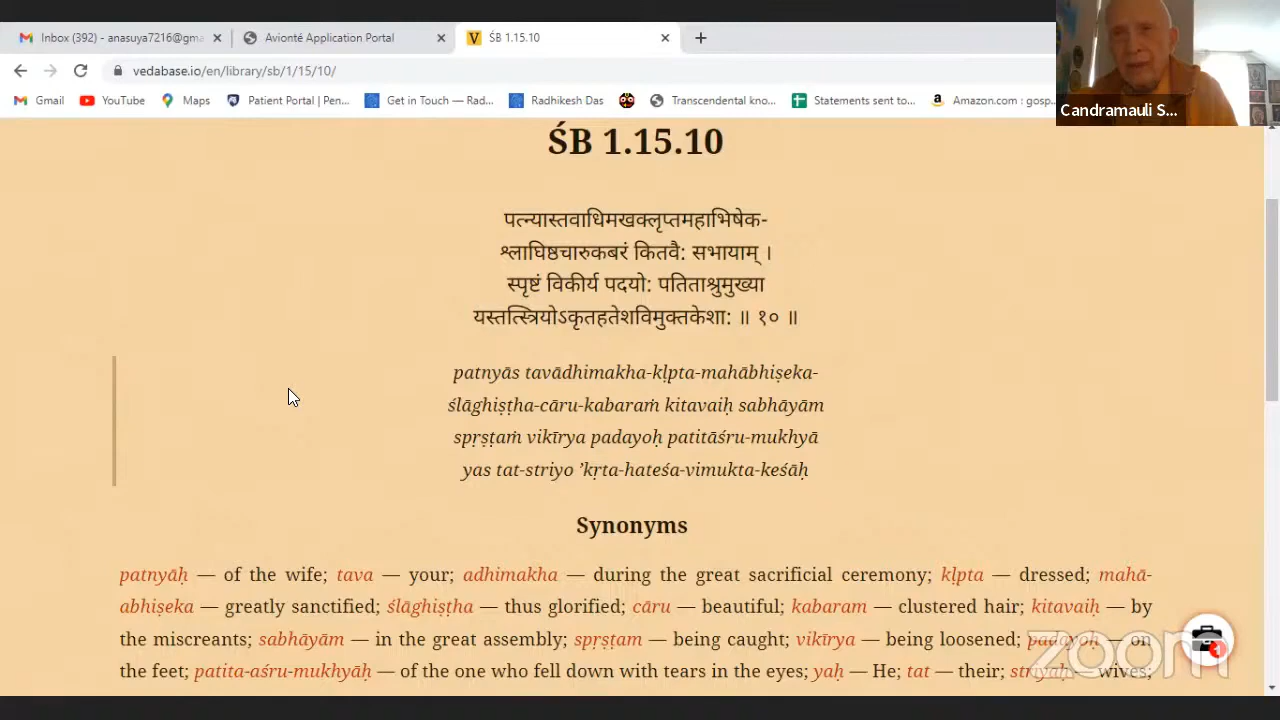 Inbox (392) - anasuya7216@gma
Avionté Application Portal
ŚB 1.15.10
vedabase.io/en/library/sb/1/15/10/
Gmail
YouTube
Maps
Patient Portal | Pen...
Get in Touch — Rad...
Radhikesh Das
Transcendental kno...
Statements sent to...
Amazon.com : gosp...
Candramauli S...
ŚB 1.15.10
पत्न्यास्तवाधिमखक्लृप्तमहाभिषेक-
श्लाघिष्ठचारुकबरं कितवै: सभायाम् ।
स्पृष्टं विकीर्य पदयो: पतिताश्रुमुख्या
यस्तत्स्त्रियोऽकृतहतेशविमुक्तकेशा: ॥ १० ॥
patnyās tavādhimakha-kḷpta-mahābhiṣeka-
ślāghiṣṭha-cāru-kabaraṁ kitavaiḥ sabhāyām
spṛṣṭaṁ vikīrya padayoḥ patitāśru-mukhyā
yas tat-striyo ’kṛta-hateśa-vimukta-keśāḥ
Synonyms
patnyāḥ — of the wife; tava — your; adhimakha — during the great sacrificial ceremony; kḷpta — dressed; mahā-
abhiṣeka — greatly sanctified; ślāghiṣṭha — thus glorified; cāru — beautiful; kabaram — clustered hair; kitavaiḥ — by
the miscreants; sabhāyām — in the great assembly; spṛṣṭam — being caught; vikīrya — being loosened; padayoḥ — on
the feet; patita-aśru-mukhyāḥ — of the one who fell down with tears in the eyes; yaḥ — He; tat — their; striyaḥ — wives;
1
zoom